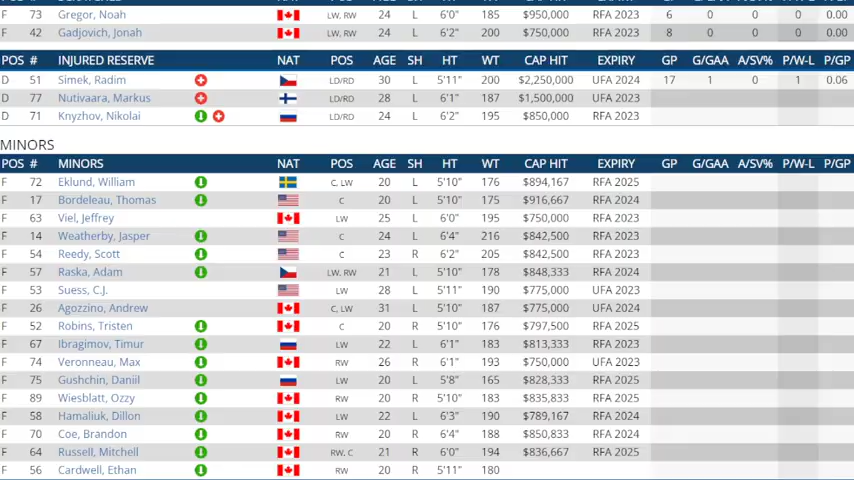 F 73 Gregor, Noah LW, RW 24 L 6'0" 185 $950,000 RFA 2023 6 0 0 0 0.00
F 42 Gadjovich, Jonah LW, RW 24 L 6'2" 200 $750,000 RFA 2023 8 0 0 0 0.00
POS # INJURED RESERVE NAT POS AGE SH HT WT CAP HIT EXPIRY GP G/GAA A/SV% P/W-L P/GP
D 51 Simek, Radim LD/RD 30 L 5'11" 200 $2,250,000 UFA 2024 17 1 0 1 0.06
D 77 Nutivaara, Markus LD/RD 28 L 6'1" 187 $1,500,000 UFA 2023
D 71 Knyzhov, Nikolai LD/RD 24 L 6'2" 195 $850,000 RFA 2023
MINORS
POS # MINORS NAT POS AGE SH HT WT CAP HIT EXPIRY GP G/GAA A/SV% P/W-L P/GP
F 72 Eklund, William C, LW 20 L 5'10" 176 $894,167 RFA 2025
F 17 Bordeleau, Thomas C 20 L 5'10" 175 $916,667 RFA 2024
F 63 Viel, Jeffrey LW 25 L 6'0" 195 $750,000 RFA 2023
F 14 Weatherby, Jasper C 24 L 6'4" 216 $842,500 RFA 2023
F 54 Reedy, Scott C 23 R 6'2" 205 $842,500 RFA 2023
F 57 Raska, Adam LW, RW 21 L 5'10" 178 $848,333 RFA 2024
F 53 Suess, C.J. LW 28 L 5'11" 190 $775,000 UFA 2023
F 26 Agozzino, Andrew C, LW 31 L 5'10" 187 $775,000 UFA 2024
F 52 Robins, Tristen C 20 R 5'10" 176 $797,500 RFA 2025
F 67 Ibragimov, Timur LW 22 L 6'1" 183 $813,333 RFA 2023
F 74 Veronneau, Max RW 26 R 6'1" 193 $750,000 UFA 2023
F 75 Gushchin, Daniil LW 20 L 5'8" 165 $828,333 RFA 2025
F 89 Wiesblatt, Ozzy RW 20 R 5'10" 183 $835,833 RFA 2025
F 58 Hamaliuk, Dillon LW 22 L 6'3" 190 $789,167 RFA 2024
F 70 Coe, Brandon RW 20 R 6'4" 188 $850,833 RFA 2024
F 64 Russell, Mitchell RW, C 21 R 6'0" 194 $836,667 RFA 2025
F 56 Cardwell, Ethan RW 20 R 5'11" 180